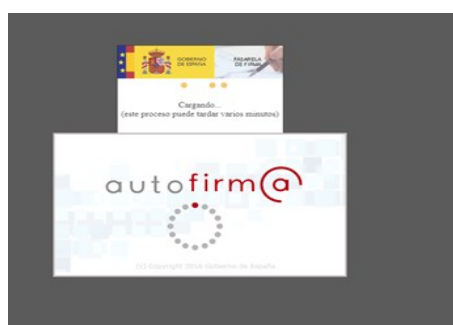 GOBIERNO
DE ESPAÑA
PASARELA
DE FIRMA
Cargando...
(este proceso puede tardar varios minutos)
autofirm@
(c) Copyright 2016 Gobierno de España